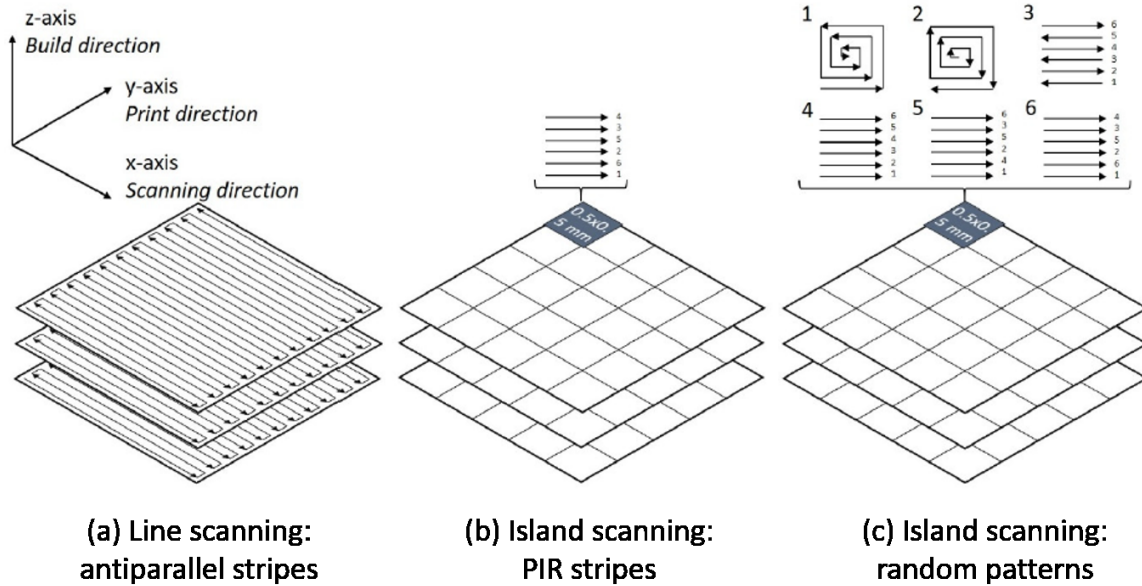 z-axis
Build direction
y-axis
Print direction
x-axis
Scanning direction
4
3
5
2
6
1
0.5x0.
5 mm
1
2
3
6
5
4
3
2
1
4
6
5
4
3
2
1
5
6
3
5
2
4
1
6
4
3
5
2
6
1
0.5x0.
5 mm
(a) Line scanning:
antiparallel stripes
(b) Island scanning:
PIR stripes
(c) Island scanning:
random patterns